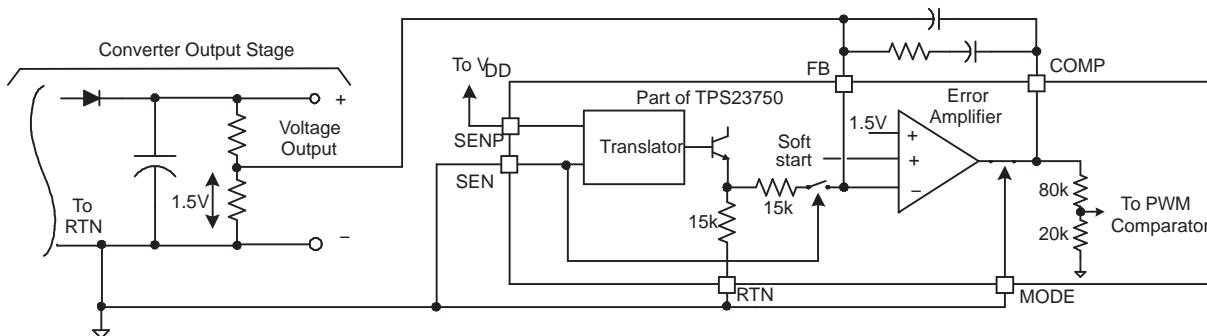 Converter Output Stage
To VDD
FB
COMP
Part of TPS23750
Error
Amplifier
+
Voltage
Output
SENP
Translator
Soft
start
1.5V
+
+
SEN
−
1.5V
To
RTN
15k
15k
80k
To PWM
Comparator
20k
−
RTN
MODE